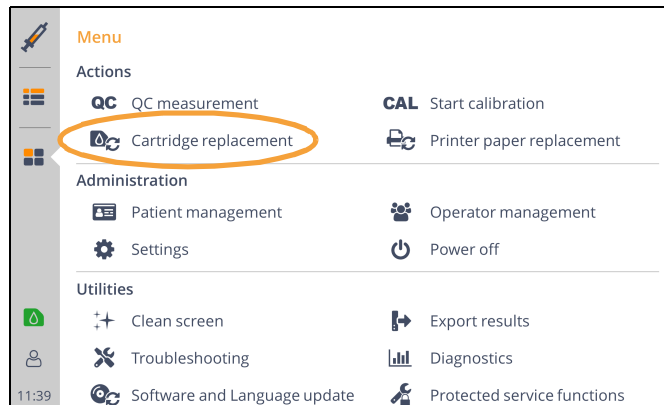 Menu
Actions
QC QC measurement
CAL Start calibration
Cartridge replacement
Printer paper replacement
Administration
Patient management
Operator management
Settings
Power off
Utilities
Clean screen
Export results
Troubleshooting
Diagnostics
Software and Language update
Protected service functions
11:39